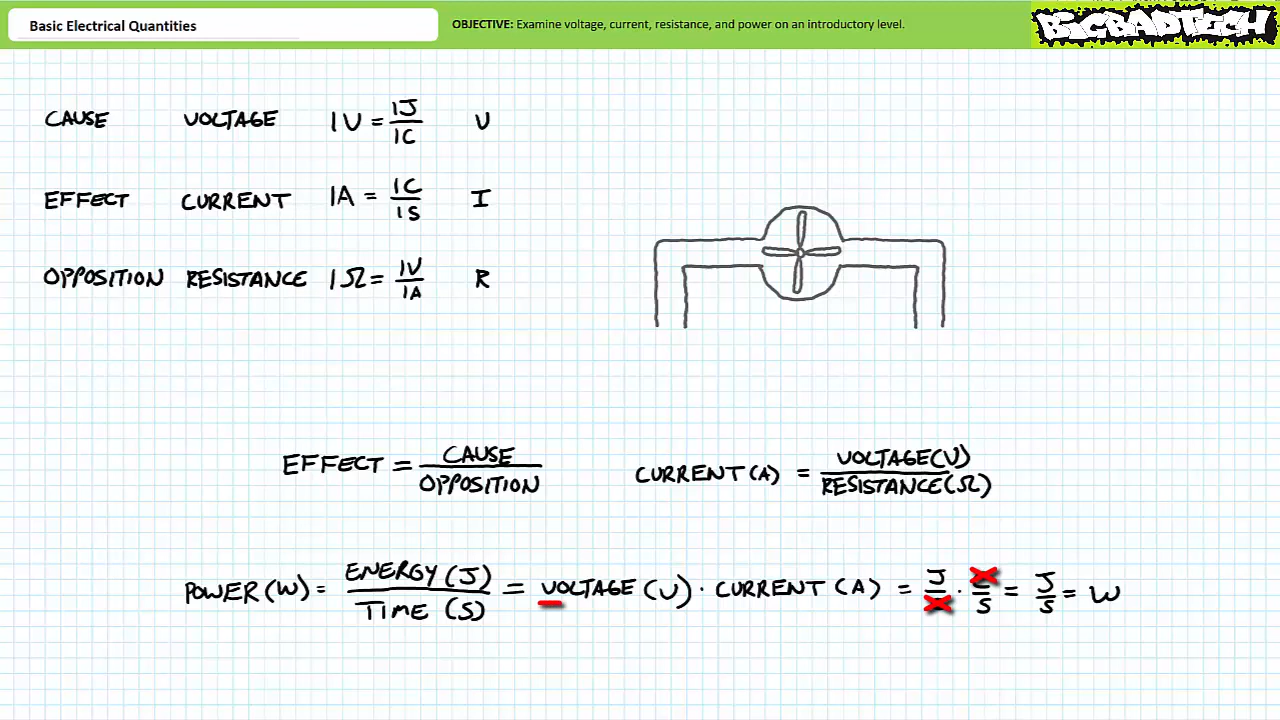 Basic Electrical Quantities
OBJECTIVE: Examine voltage, current, resistance, and power on an introductory level.
BIGBADTECH
CAUSE VOLTAGE 1V = 1J/1C V
EFFECT CURRENT 1A = 1C/1S I
OPPOSITION RESISTANCE 1Ω = 1V/1A R
EFFECT = CAUSE/OPPOSITION CURRENT (A) = VOLTAGE(V)/RESISTANCE(Ω)
POWER (W) = ENERGY (J)/TIME (S) = VOLTAGE (V) · CURRENT (A) = J/ · /S = J/S = W